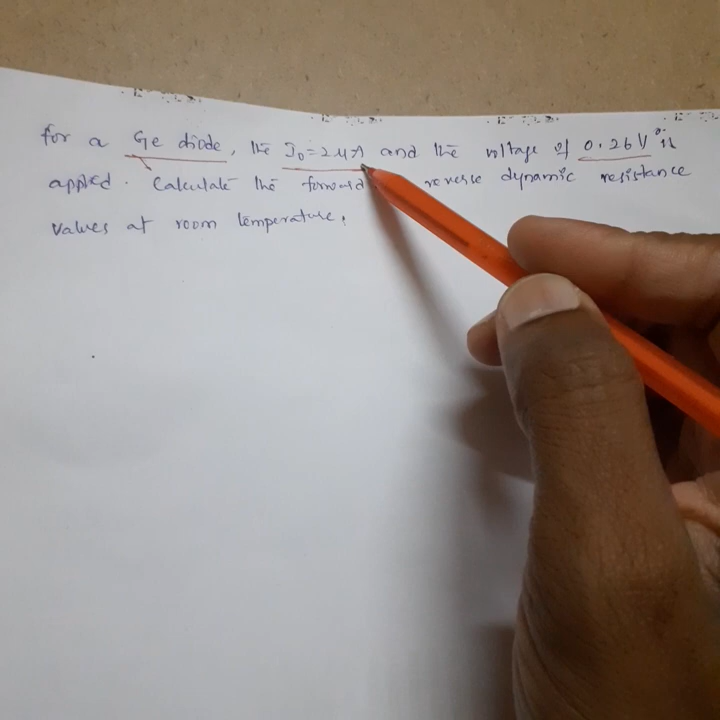 for a Ge diode, the I₀=2μA and the voltage of 0.26V is
applied. Calculate the forward reverse dynamic resistance
values at room temperature.